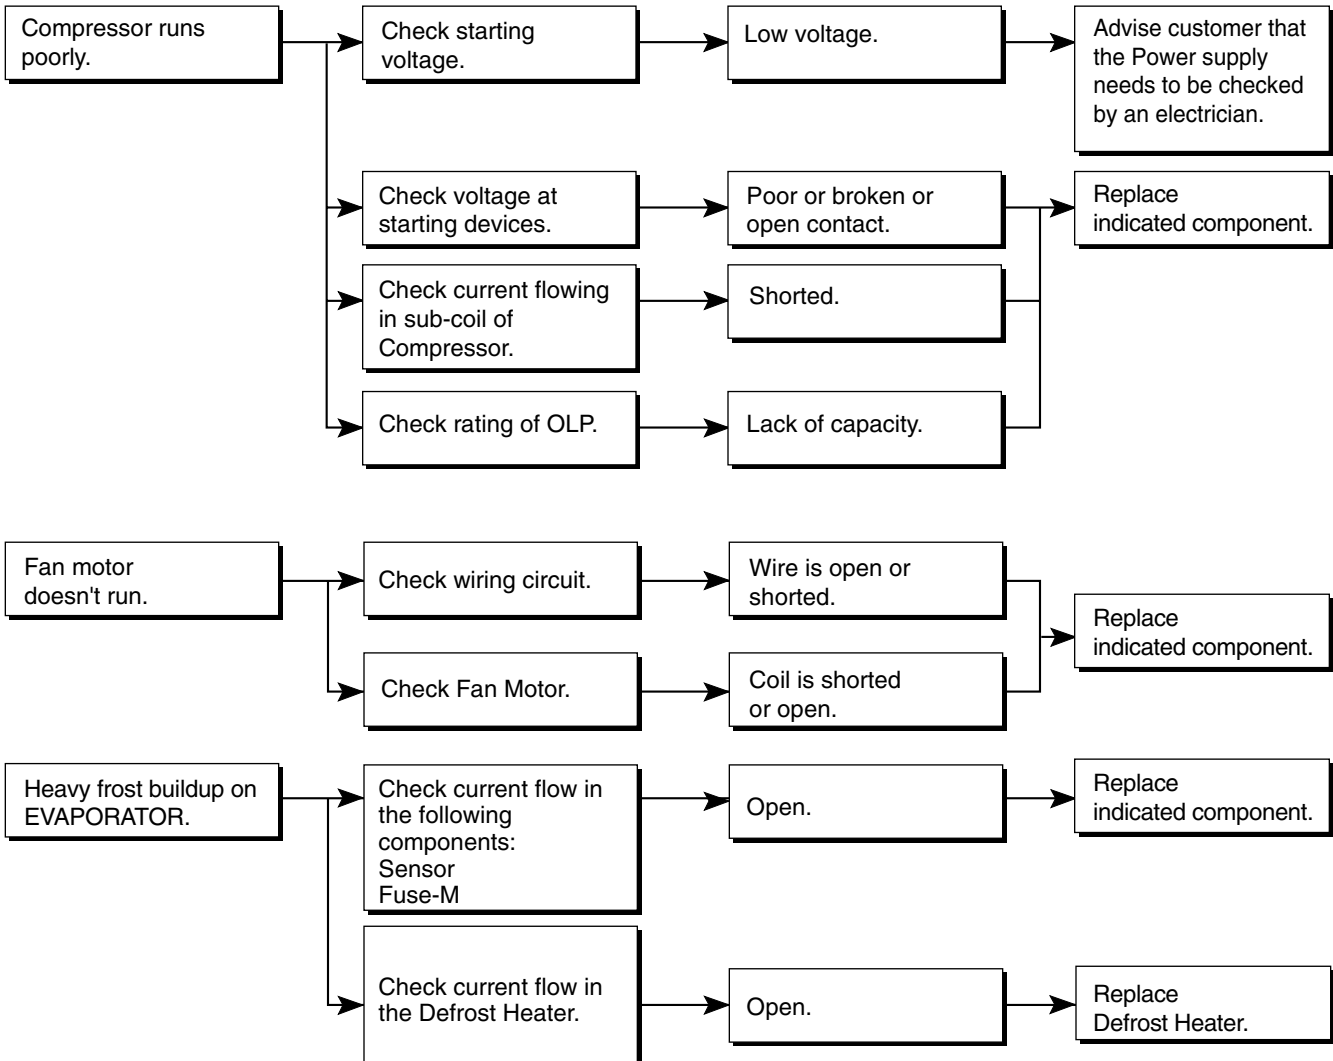 Compressor runs
poorly.
Check starting
voltage.
Low voltage.
Advise customer that
the Power supply
needs to be checked
by an electrician.
Check voltage at
starting devices.
Poor or broken or
open contact.
Replace
indicated component.
Check current flowing
in sub-coil of
Compressor.
Shorted.
Check rating of OLP.
Lack of capacity.
Fan motor
doesn't run.
Check wiring circuit.
Wire is open or
shorted.
Replace
indicated component.
Check Fan Motor.
Coil is shorted
or open.
Heavy frost buildup on
EVAPORATOR.
Check current flow in
the following
components:
Sensor
Fuse-M
Open.
Replace
indicated component.
Check current flow in
the Defrost Heater.
Open.
Replace
Defrost Heater.